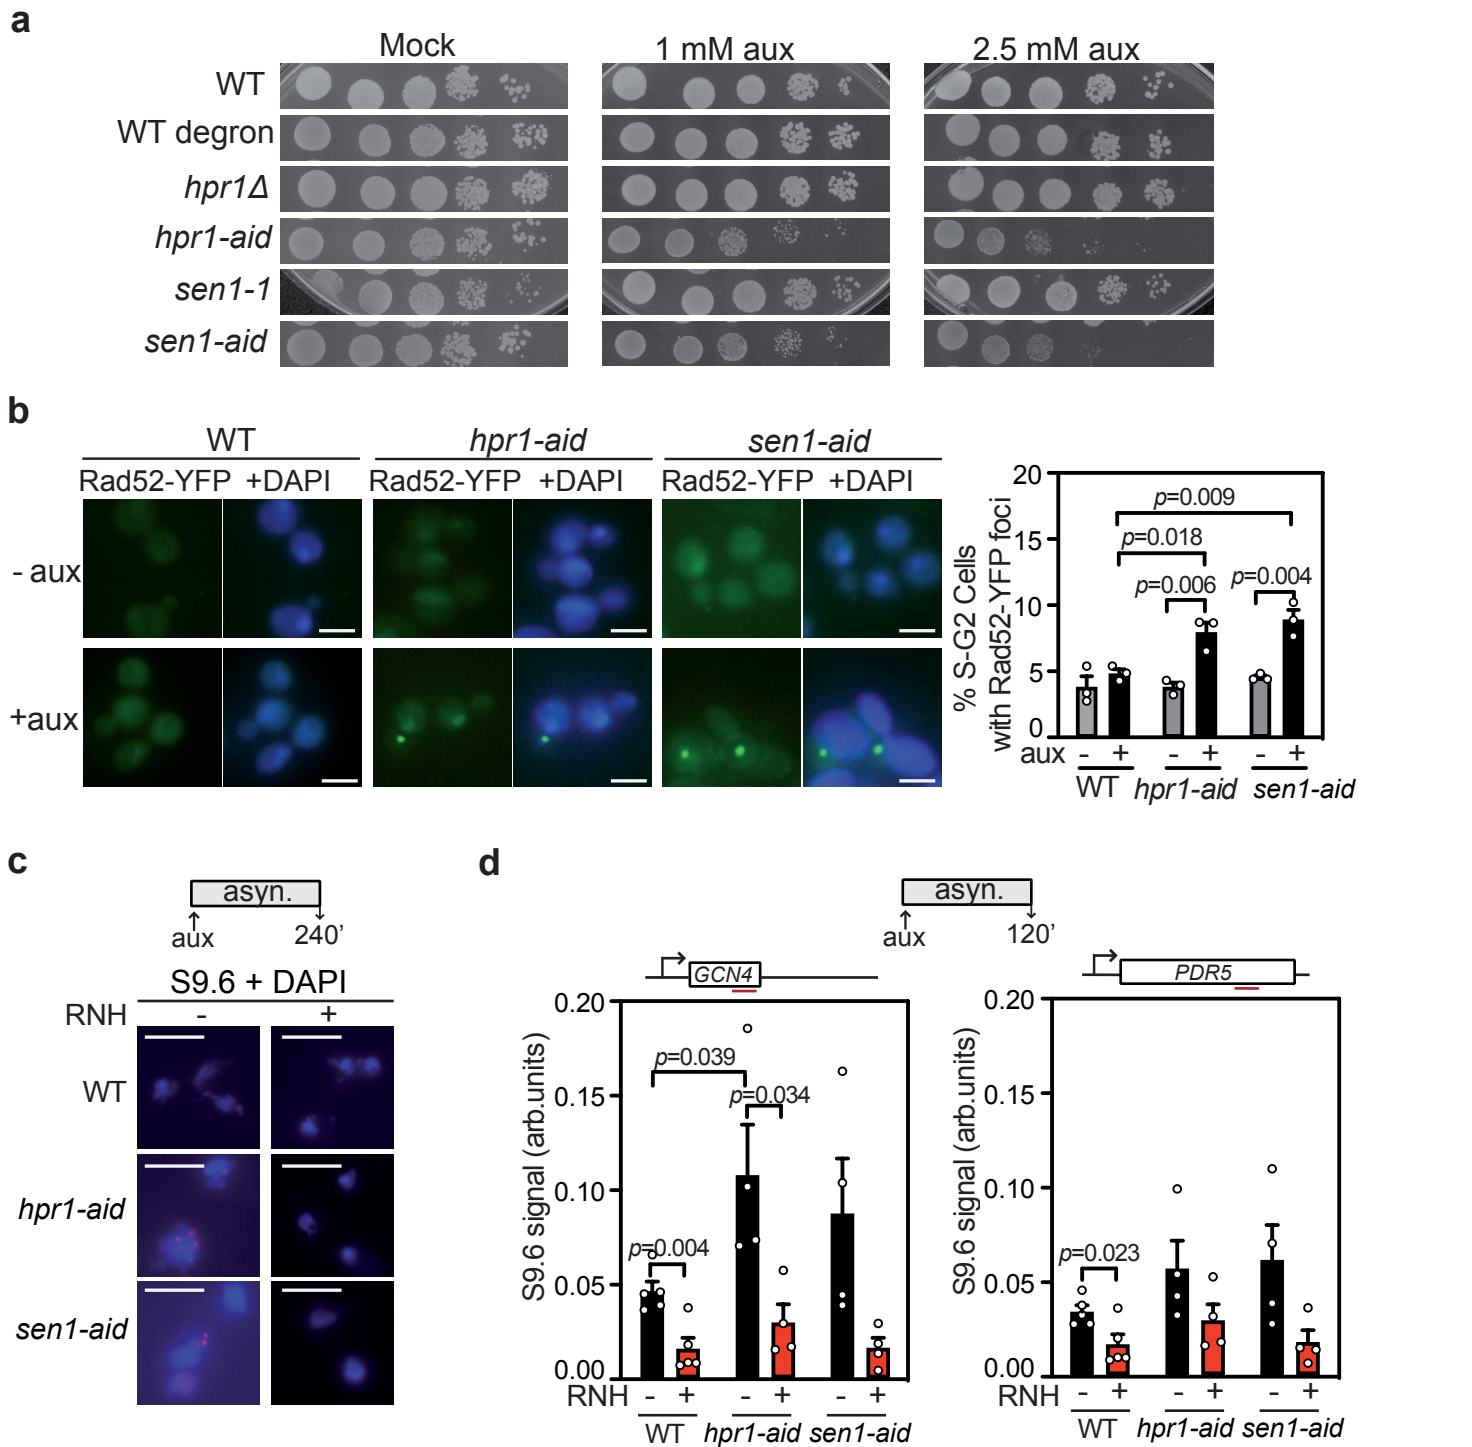 a
Mock
1 mM aux
2.5 mM aux
WT
WT degron
hpr1Δ
hpr1-aid
sen1-1
sen1-aid
b
WT
hpr1-aid
sen1-aid
Rad52-YFP +DAPI
Rad52-YFP +DAPI
Rad52-YFP +DAPI
- aux
+aux
% S-G2 Cells
with Rad52-YFP foci
20
15
10
5
0
p=0.009
p=0.018
p=0.006
p=0.004
aux - + - + - +
WT hpr1-aid sen1-aid
c
asyn.
aux 240’
S9.6 + DAPI
RNH - +
WT
hpr1-aid
sen1-aid
d
asyn.
aux 120’
GCN4
S9.6 signal (arb.units)
0.20
0.15
0.10
0.05
0.00
p=0.039
p=0.034
p=0.004
RNH - + - + - +
WT hpr1-aid sen1-aid
PDR5
S9.6 signal (arb.units)
0.20
0.15
0.10
0.05
0.00
p=0.023
RNH - + - + - +
WT hpr1-aid sen1-aid